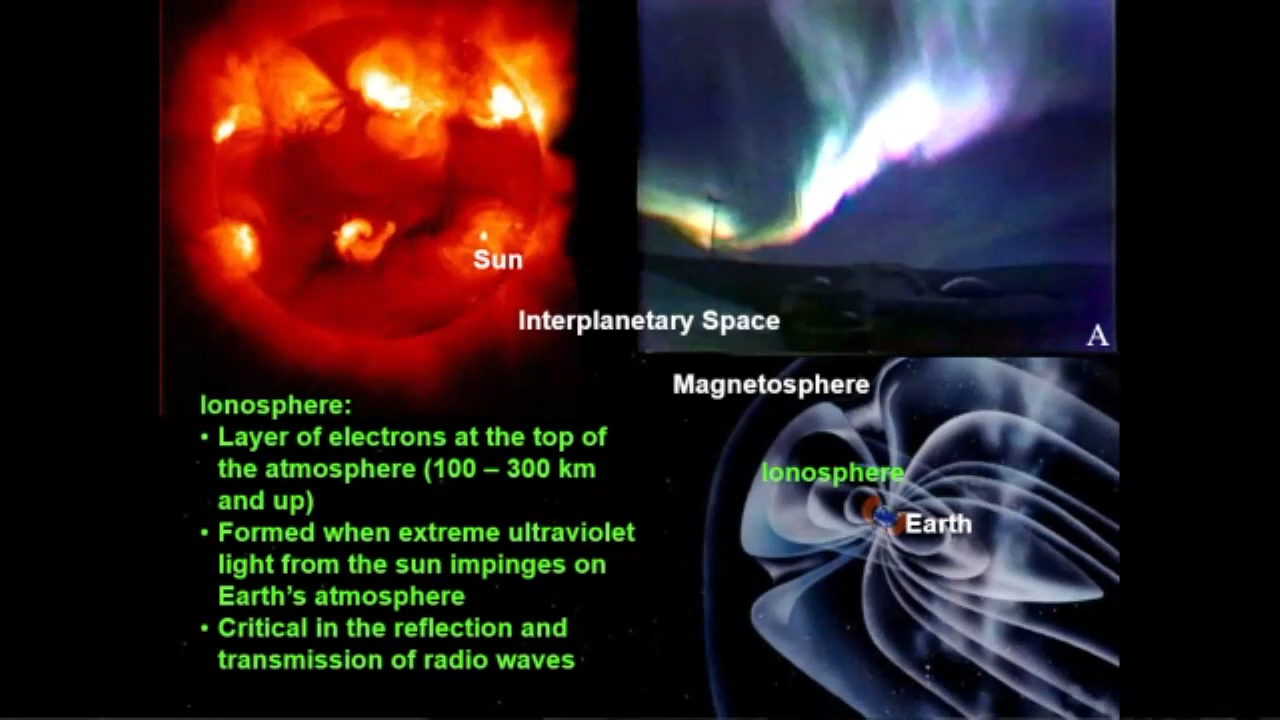 Sun
Interplanetary Space
A
Magnetosphere
Ionosphere
Earth
Ionosphere:
• Layer of electrons at the top of
the atmosphere (100 – 300 km
and up)
• Formed when extreme ultraviolet
light from the sun impinges on
Earth's atmosphere
• Critical in the reflection and
transmission of radio waves